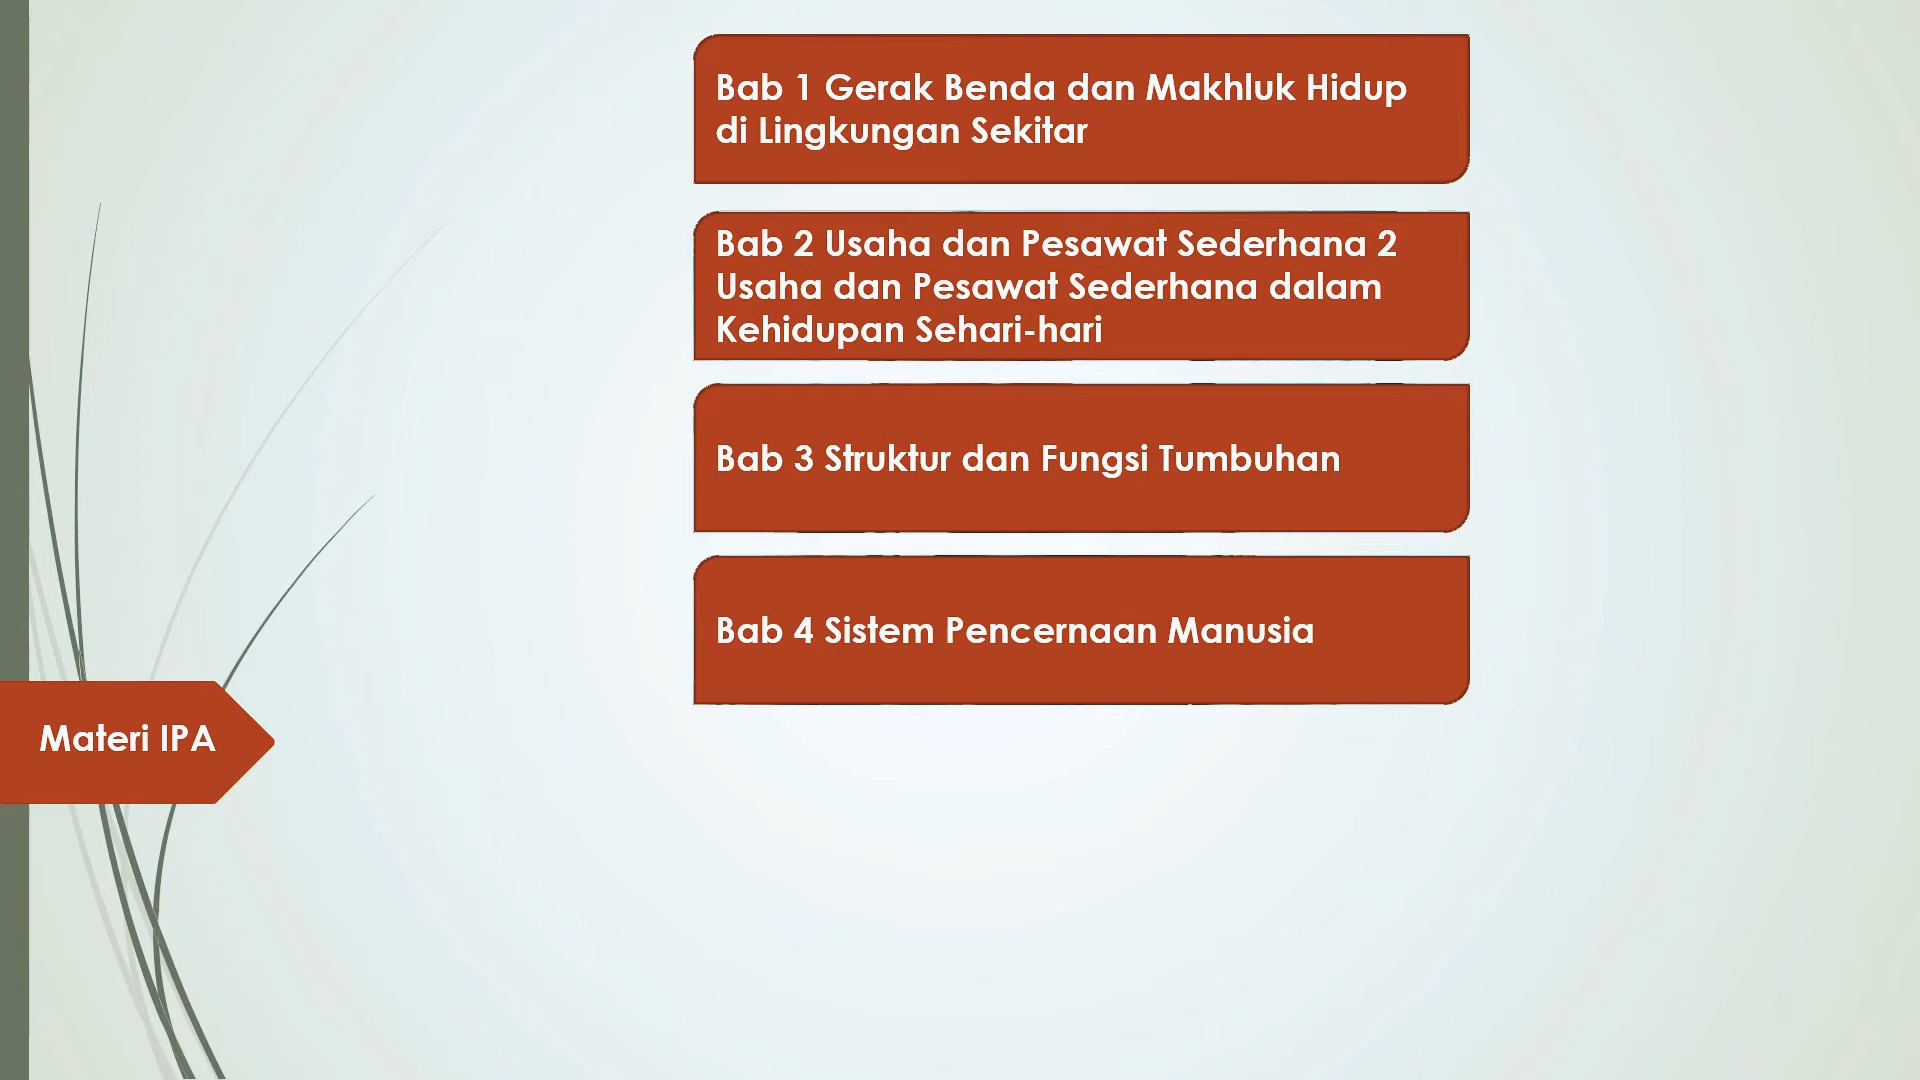 Bab 1 Gerak Benda dan Makhluk Hidup
di Lingkungan Sekitar
Bab 2 Usaha dan Pesawat Sederhana 2
Usaha dan Pesawat Sederhana dalam
Kehidupan Sehari-hari
Bab 3 Struktur dan Fungsi Tumbuhan
Bab 4 Sistem Pencernaan Manusia
Materi IPA